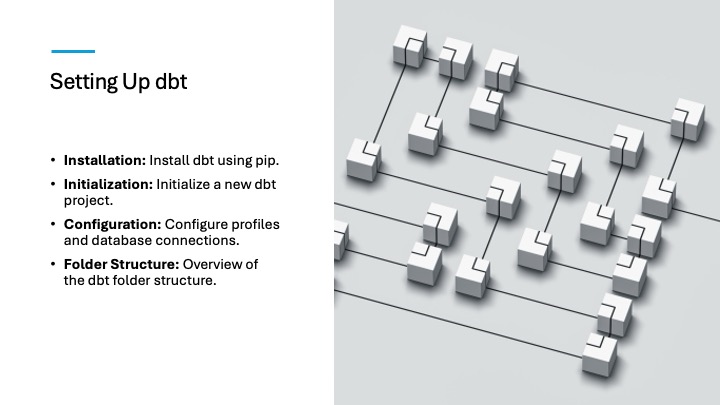 Setting Up dbt
• Installation: Install dbt using pip.
• Initialization: Initialize a new dbt
project.
• Configuration: Configure profiles
and database connections.
• Folder Structure: Overview of
the dbt folder structure.